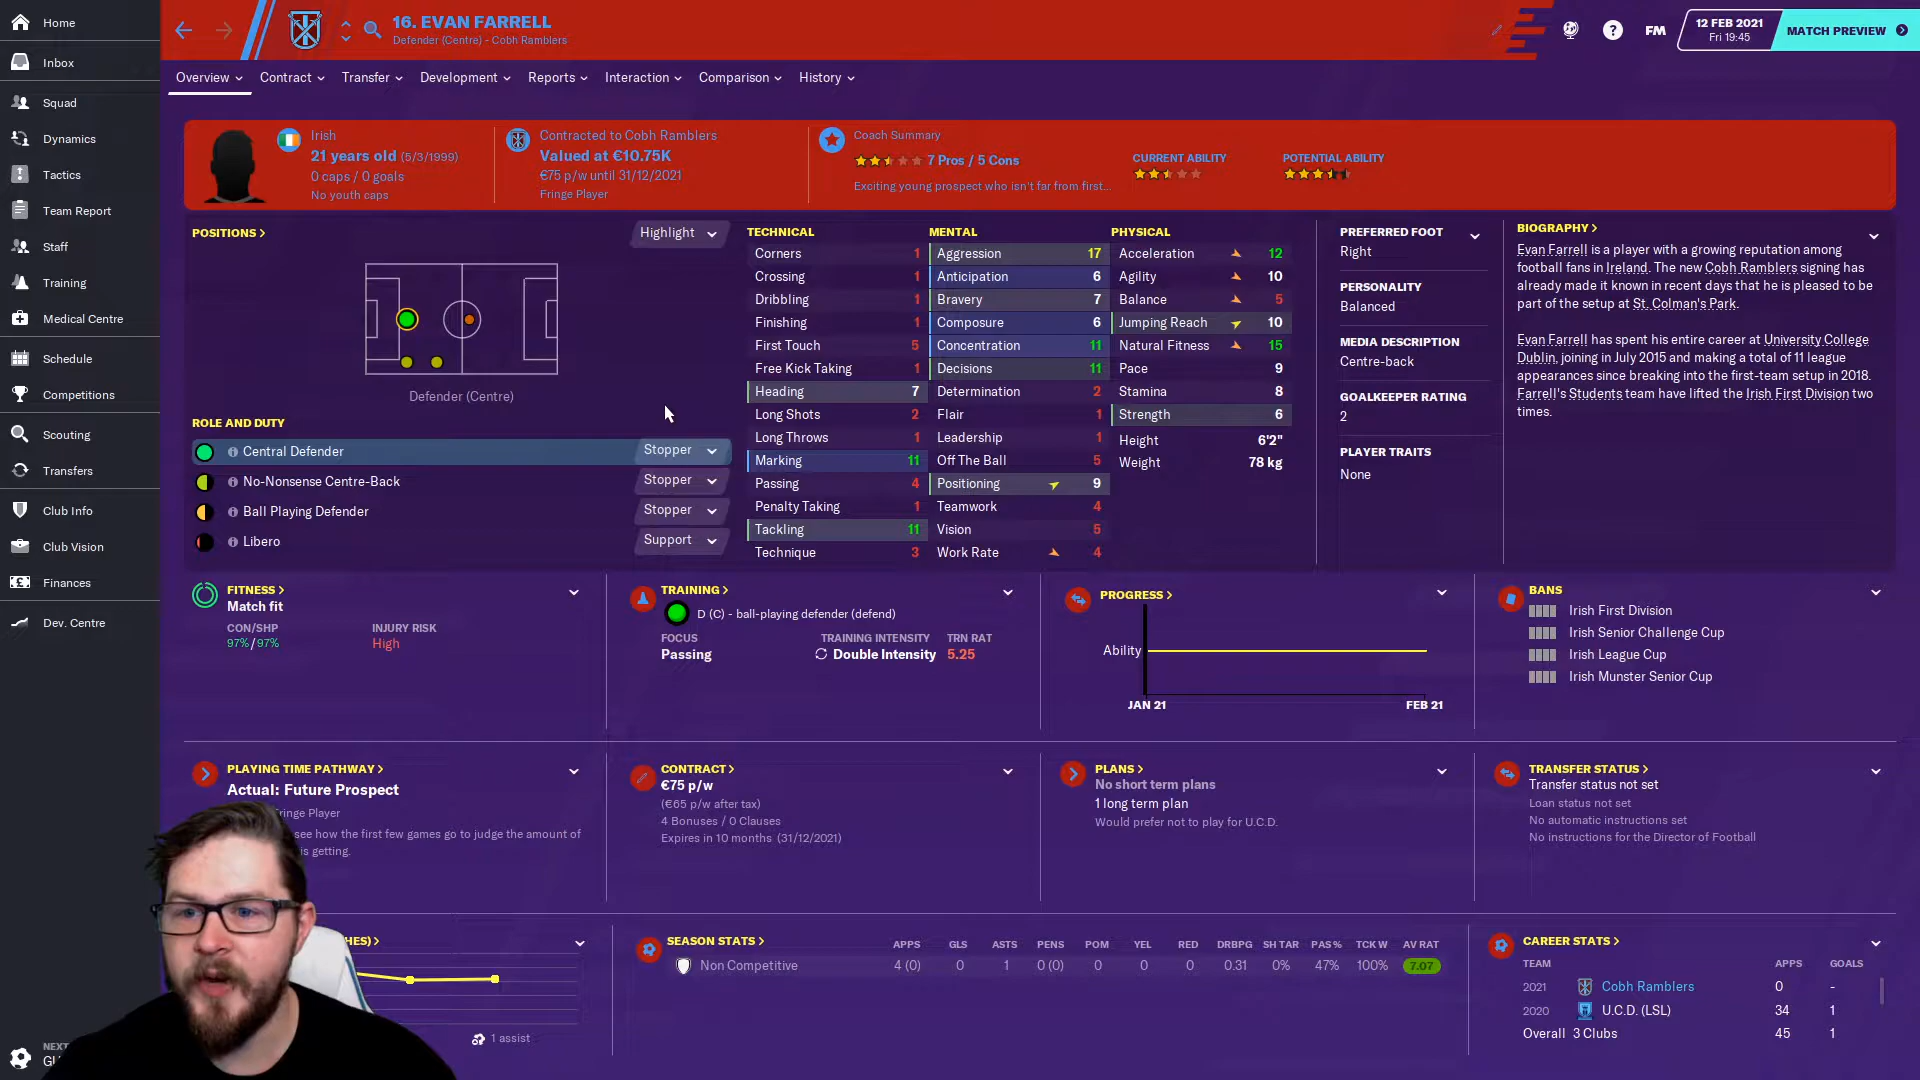 Home
Inbox
Squad
Dynamics
Tactics
Team Report
Staff
Training
Medical Centre
Schedule
Competitions
Scouting
Transfers
Club Info
Club Vision
Finances
Dev. Centre
NEXT
16. EVAN FARRELL
Defender (Centre) - Cobh Ramblers
?
FM
12 FEB 2021
Fri 19:45
MATCH PREVIEW
Overview
Contract
Transfer
Development
Reports
Interaction
Comparison
History
Irish
21 years old (5/3/1999)
0 caps / 0 goals
No youth caps
Contracted to Cobh Ramblers
Valued at €10.75K
€75 p/w until 31/12/2021
Fringe Player
Coach Summary
7 Pros / 5 Cons
Exciting young prospect who isn't far from first...
CURRENT ABILITY
POTENTIAL ABILITY
POSITIONS >
Highlight
Defender (Centre)
ROLE AND DUTY
Central Defender Stopper
No-Nonsense Centre-Back Stopper
Ball Playing Defender Stopper
Libero Support
TECHNICAL
Corners 1
Crossing 1
Dribbling 1
Finishing 1
First Touch 5
Free Kick Taking 1
Heading 7
Long Shots 2
Long Throws 1
Marking 11
Passing 4
Penalty Taking 1
Tackling 11
Technique 3
MENTAL
Aggression 17
Anticipation 6
Bravery 7
Composure 6
Concentration 11
Decisions 11
Determination 2
Flair 1
Leadership 1
Off The Ball 5
Positioning 9
Teamwork 4
Vision 5
Work Rate 4
PHYSICAL
Acceleration 12
Agility 10
Balance 5
Jumping Reach 10
Natural Fitness 15
Pace 9
Stamina 8
Strength 6
Height 6'2"
Weight 78 kg
PREFERRED FOOT
Right
PERSONALITY
Balanced
MEDIA DESCRIPTION
Centre-back
GOALKEEPER RATING
2
PLAYER TRAITS
None
BIOGRAPHY >
Evan Farrell is a player with a growing reputation among
football fans in Ireland. The new Cobh Ramblers signing has
already made it known in recent days that he is pleased to be
part of the setup at St. Colman's Park.
Evan Farrell has spent his entire career at University College
Dublin, joining in July 2015 and making a total of 11 league
appearances since breaking into the first-team setup in 2018.
Farrell's Students team have lifted the Irish First Division two
times.
FITNESS >
Match fit
CON/SHP
97%/97%
INJURY RISK
High
TRAINING >
D (C) - ball-playing defender (defend)
FOCUS
Passing
TRAINING INTENSITY
Double Intensity
TRN RAT
5.25
PROGRESS >
Ability
JAN 21
FEB 21
BANS
Irish First Division
Irish Senior Challenge Cup
Irish League Cup
Irish Munster Senior Cup
PLAYING TIME PATHWAY >
Actual: Future Prospect
ringe Player
see how the first few games go to judge the amount of
is getting.
CONTRACT >
€75 p/w
(€65 p/w after tax)
4 Bonuses / 0 Clauses
Expires in 10 months (31/12/2021)
PLANS >
No short term plans
1 long term plan
Would prefer not to play for U.C.D.
TRANSFER STATUS >
Transfer status not set
Loan status not set
No automatic instructions set
No instructions for the Director of Football
HES) >
1 assist
SEASON STATS >
APPS GLS ASTS PENS POM YEL RED DRBPG SH TAR PAS % TCK W AV RAT
Non Competitive 4 (0) 0 1 0 (0) 0 0 0 0.31 0% 47% 100% 7.07
CAREER STATS >
TEAM APPS GOALS
2021 Cobh Ramblers 0 -
2020 U.C.D. (LSL) 34 1
Overall 3 Clubs 45 1